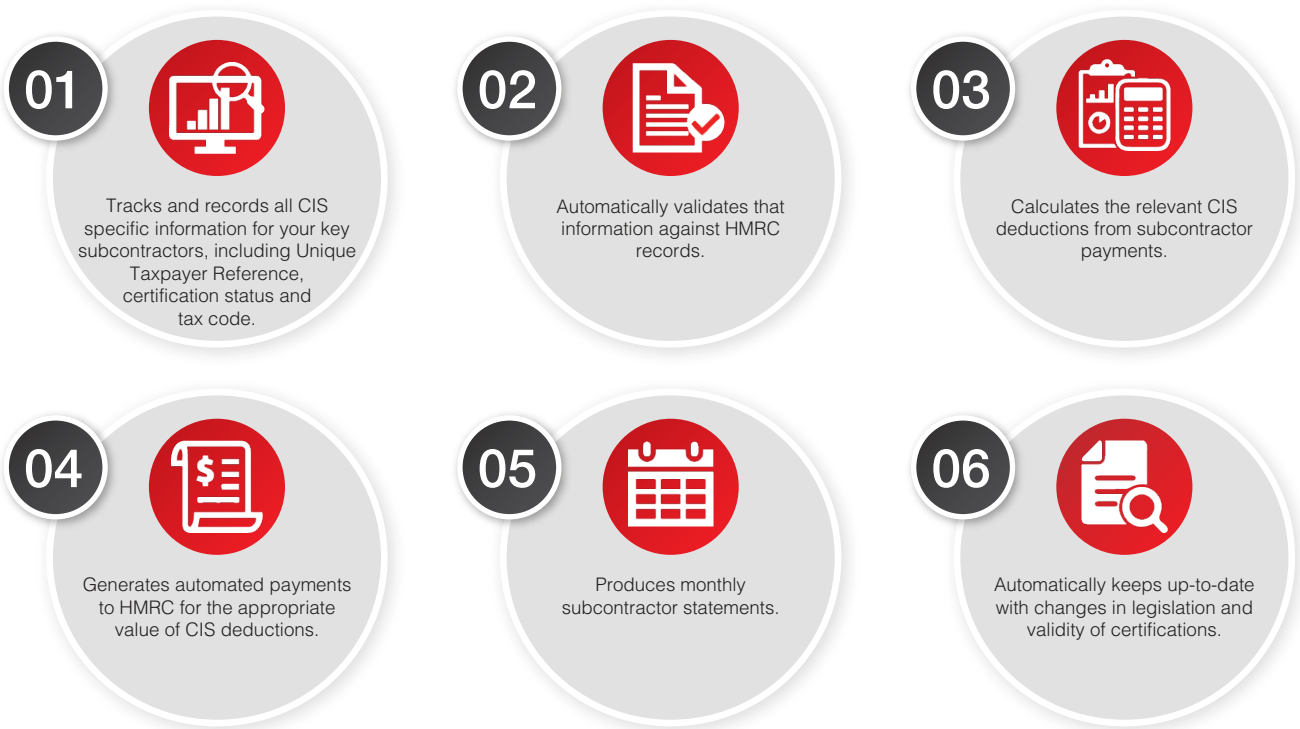 01
Tracks and records all CIS
specific information for your key
subcontractors, including Unique
Taxpayer Reference,
certification status and
tax code.
02
Automatically validates that
information against HMRC
records.
03
Calculates the relevant CIS
deductions from subcontractor
payments.
04
$
Generates automated payments
to HMRC for the appropriate
value of CIS deductions.
05
Produces monthly
subcontractor statements.
06
Automatically keeps up-to-date
with changes in legislation and
validity of certifications.